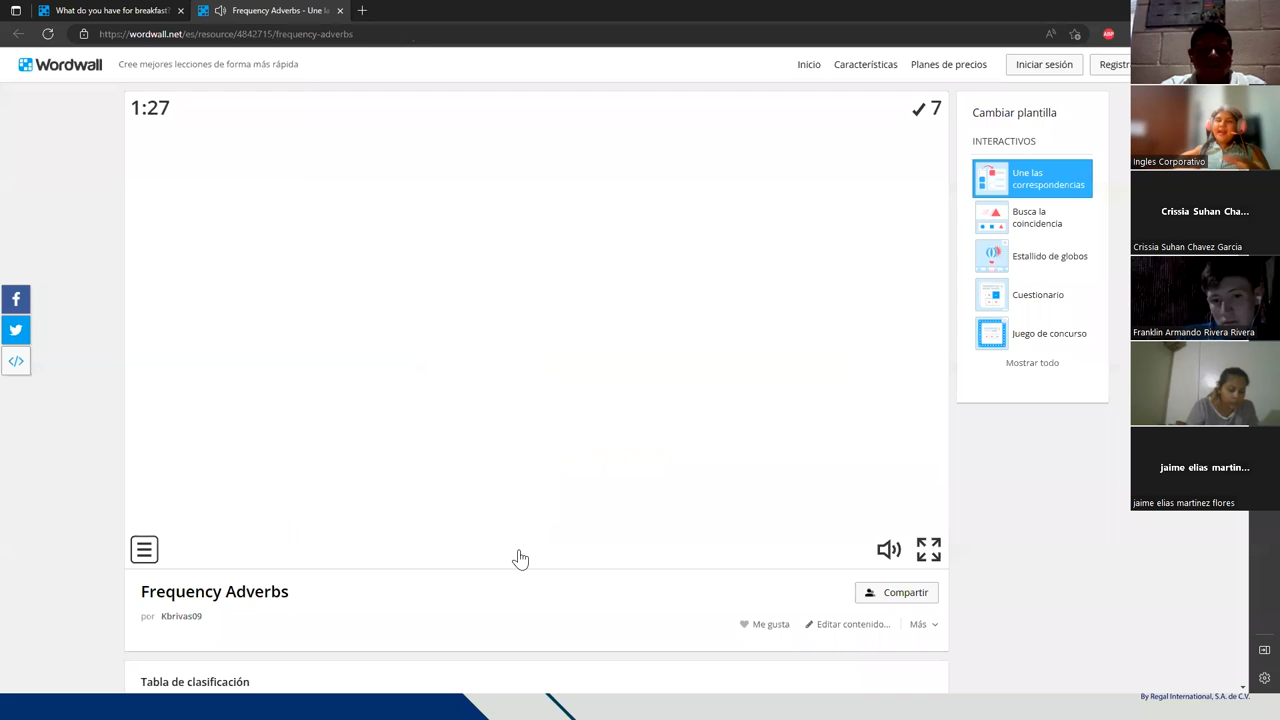 What do you have for breakfast?
Frequency Adverbs - Une la
https://wordwall.net/es/resource/4842715/frequency-adverbs
ABP
Wordwall
Cree mejores lecciones de forma más rápida
Inicio
Características
Planes de precios
Iniciar sesión
Registr
1:27
7
Cambiar plantilla
INTERACTIVOS
Une las
correspondencias
Busca la
coincidencia
Estallido de globos
Cuestionario
Juego de concurso
Mostrar todo
Frequency Adverbs
por Kbrivas09
Compartir
Me gusta
Editar contenido...
Más
Tabla de clasificación
Ingles Corporativo
Crissia Suhan Cha...
Crissia Suhan Chavez Garcia
Franklin Armando Rivera Rivera
jaime elias martin...
jaime elias martinez flores
By Regal International, S.A. de C.V.